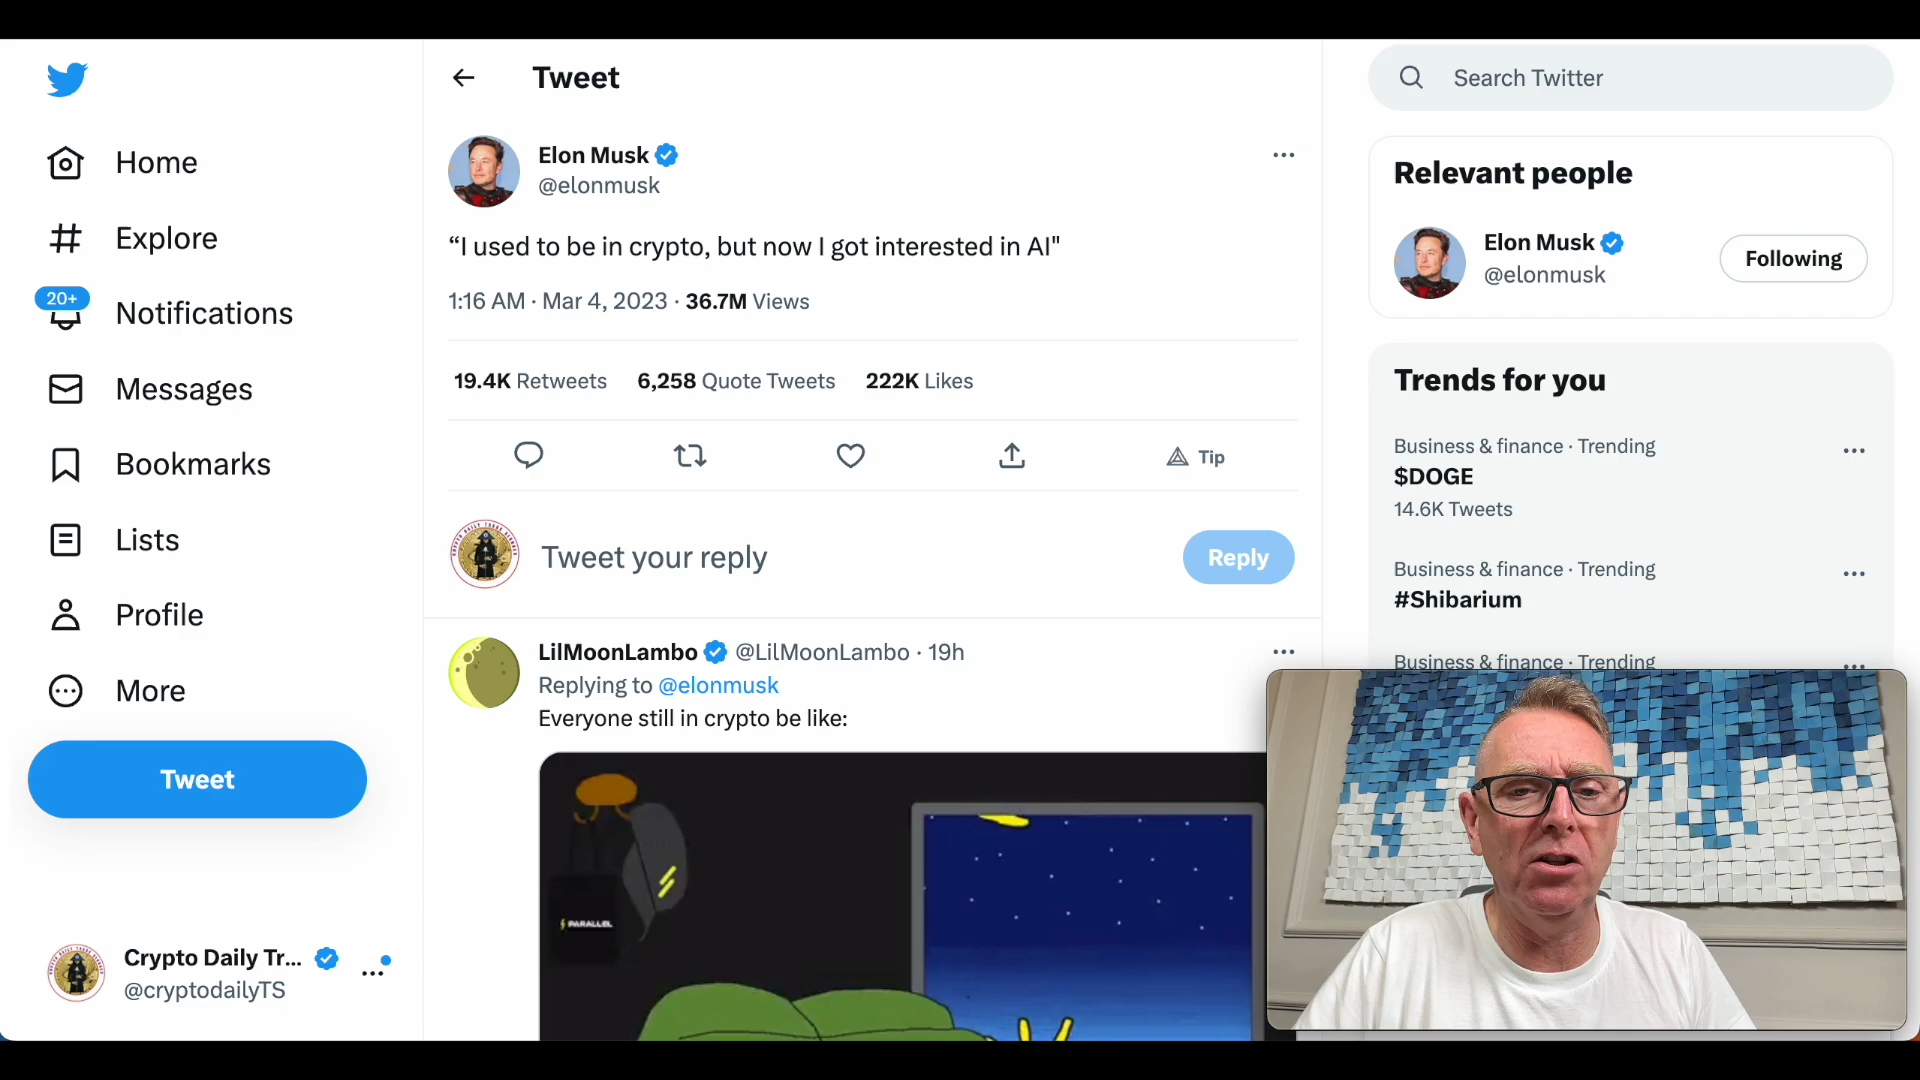 Home
Explore
20+
Notifications
Messages
Bookmarks
Lists
Profile
More
Tweet
Crypto Daily Tr...
@cryptodailyTS
Tweet
Elon Musk
@elonmusk
“I used to be in crypto, but now I got interested in AI"
1:16 AM · Mar 4, 2023 · 36.7M Views
19.4K Retweets 6,258 Quote Tweets 222K Likes
Tip
Tweet your reply
Reply
LilMoonLambo @LilMoonLambo · 19h
Replying to @elonmusk
Everyone still in crypto be like:
PARALLEL
Search Twitter
Relevant people
Elon Musk
@elonmusk
Following
Trends for you
Business & finance · Trending
$DOGE
14.6K Tweets
Business & finance · Trending
#Shibarium
Business & finance · Trending